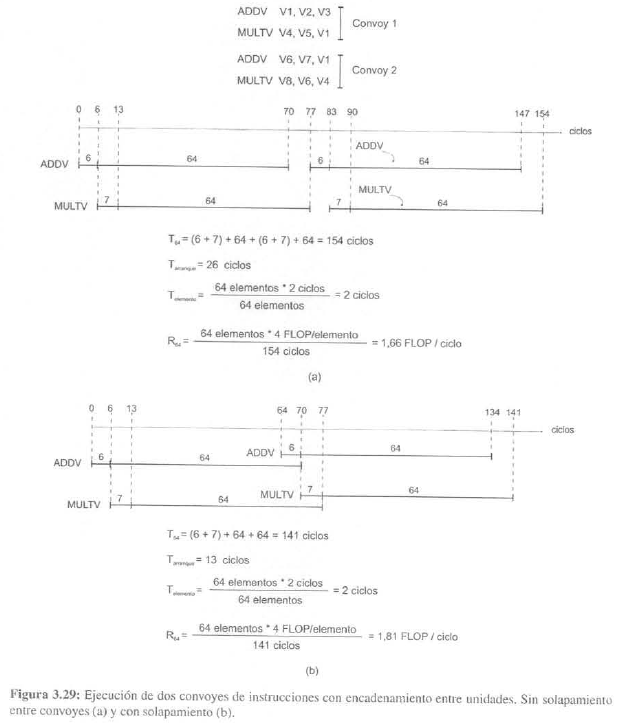 ADDV V1, V2, V3
MULTV V4, V5, V1
Convoy 1
ADDV V6, V7, V1
MULTV V8, V6, V4
Convoy 2
0 6 13 70 77 83 90 147 154
ciclos
ADDV
ADDV 6 64 6 64
MULTV
MULTV 7 64 7 64
T64 = (6 + 7) + 64 + (6 + 7) + 64 = 154 ciclos
Tarranque = 26 ciclos
Telemento = 64 elementos * 2 ciclos / 64 elementos = 2 ciclos
R64 = 64 elementos * 4 FLOP/elemento / 154 ciclos = 1,66 FLOP / ciclo
(a)
0 6 13 64 70 77 134 141
ciclos
ADDV 6 64
ADDV 6 64
MULTV 7 64
MULTV 7 64
T64 = (6 + 7) + 64 + 64 = 141 ciclos
Tarranque = 13 ciclos
Telemento = 64 elementos * 2 ciclos / 64 elementos = 2 ciclos
R64 = 64 elementos * 4 FLOP/elemento / 141 ciclos = 1,81 FLOP / ciclo
(b)
Figura 3.29: Ejecución de dos convoyes de instrucciones con encadenamiento entre unidades. Sin solapamiento
entre convoyes (a) y con solapamiento (b).